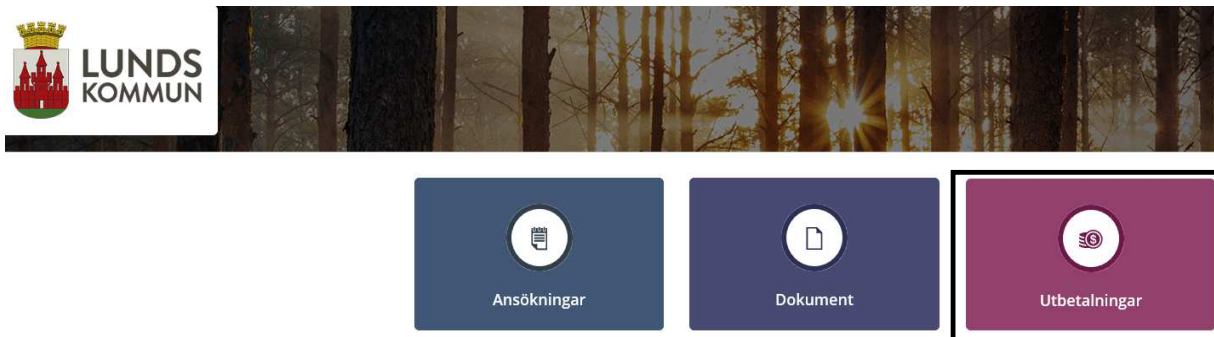 LUNDS
KOMMUN
Ansökningar
Dokument
Utbetalningar